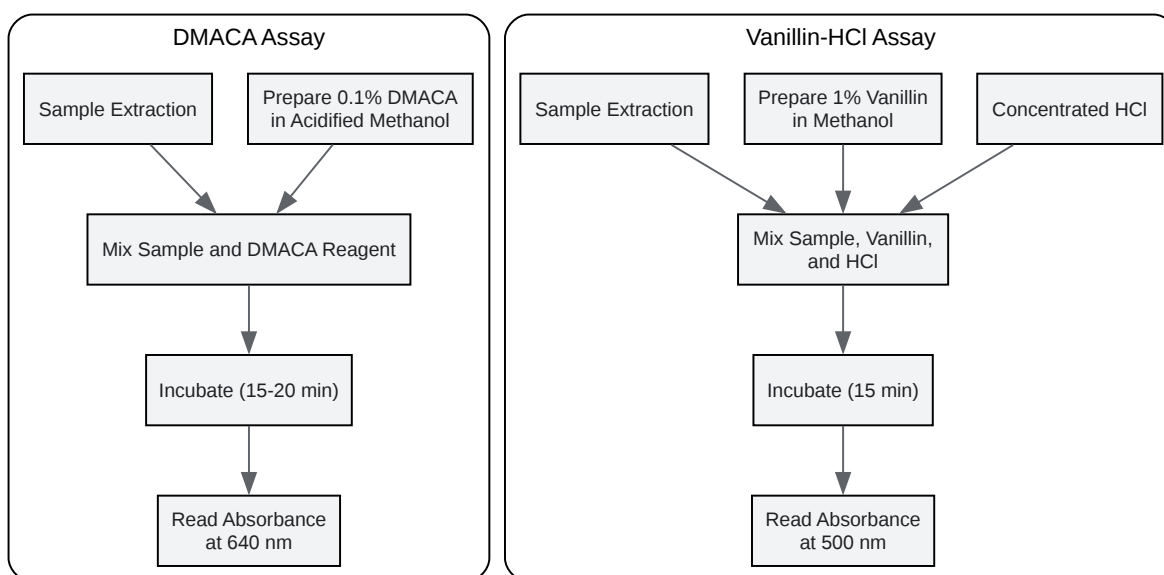 DMACA Assay
Sample Extraction
Prepare 0.1% DMACA
in Acidified Methanol
Mix Sample and DMACA Reagent
Incubate (15-20 min)
Read Absorbance
at 640 nm
Vanillin-HCl Assay
Sample Extraction
Prepare 1% Vanillin
in Methanol
Concentrated HCl
Mix Sample, Vanillin,
and HCl
Incubate (15 min)
Read Absorbance
at 500 nm